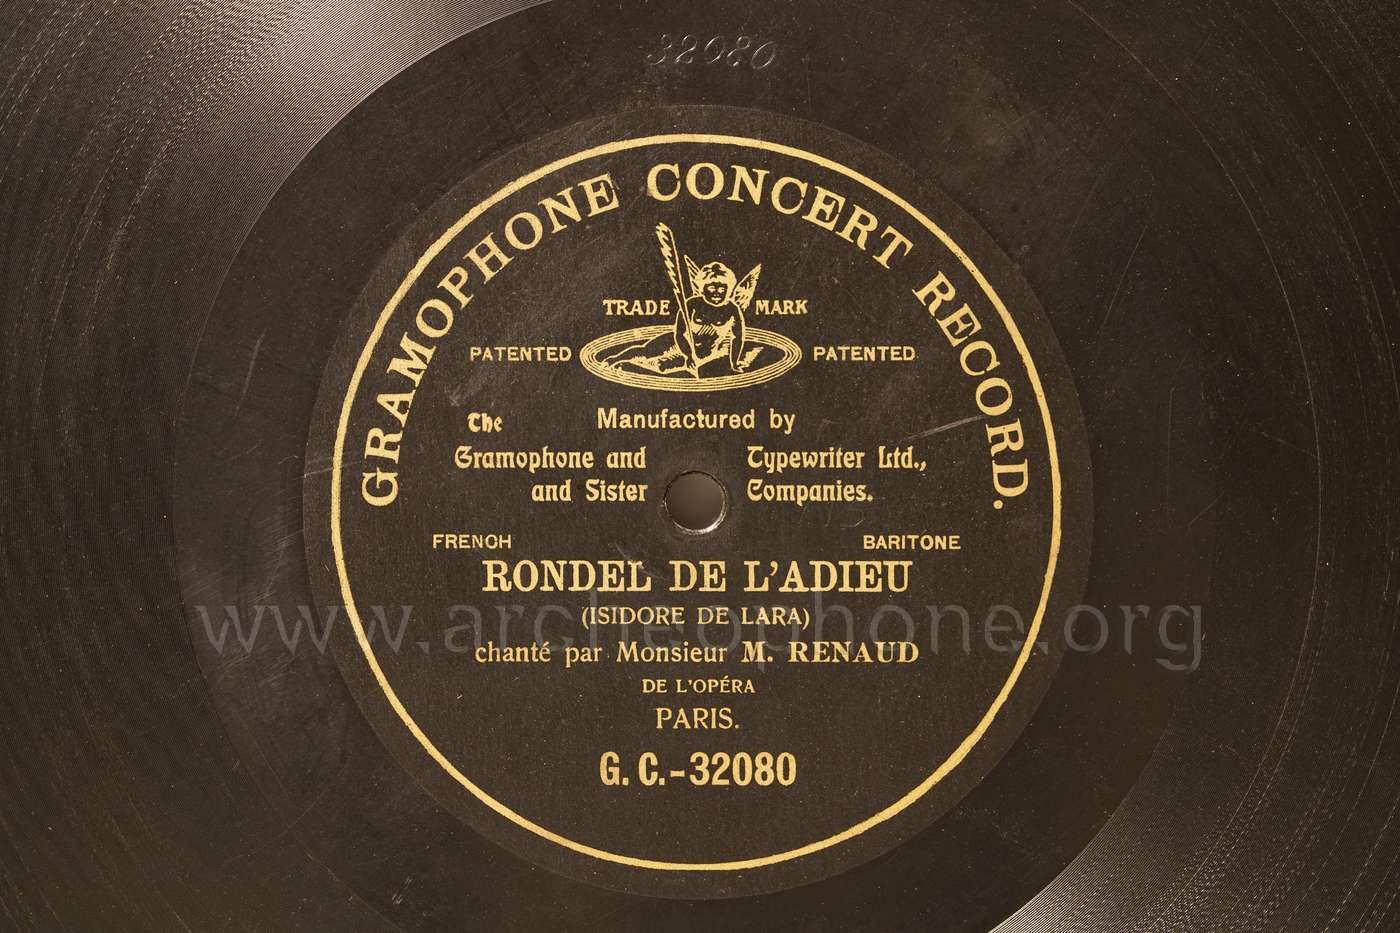 32080
GRAMOPHONE CONCERT RECORD.
TRADE MARK
PATENTED PATENTED
The Manufactured by
Gramophone and Typewriter Ltd.,
and Sister Companies.
FRENCH BARITONE
RONDEL DE L'ADIEU
(ISIDORE DE LARA)
www.archeophone.org
chanté par Monsieur M. RENAUD
DE L'OPÉRA
PARIS.
G. C.-32080